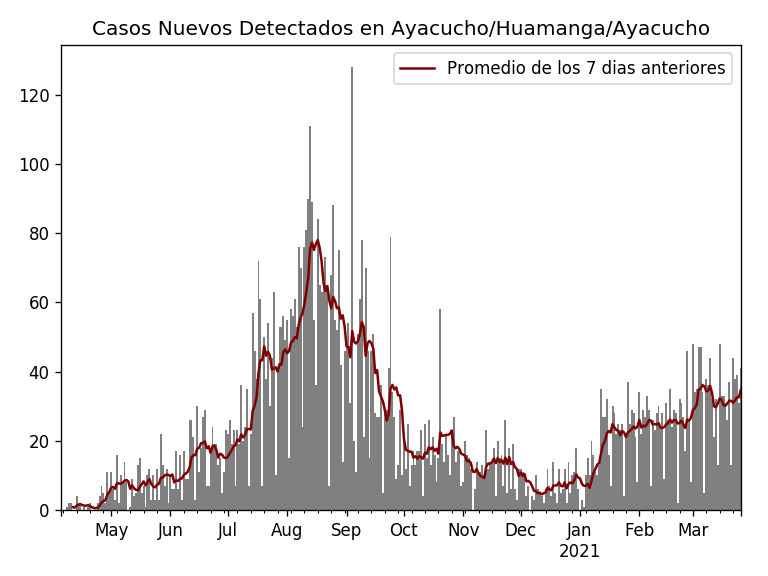 Casos Nuevos Detectados en Ayacucho/Huamanga/Ayacucho
Promedio de los 7 dias anteriores
120
100
80
60
40
20
0
May Jun Jul Aug Sep Oct Nov Dec Jan Feb Mar
2021